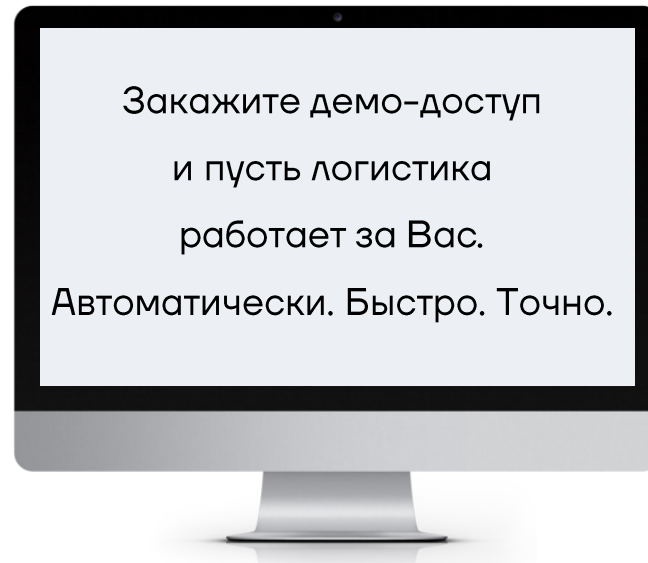 Закажите демо-доступ
и пусть логистика
работает за Вас.
Автоматически. Быстро. Точно.